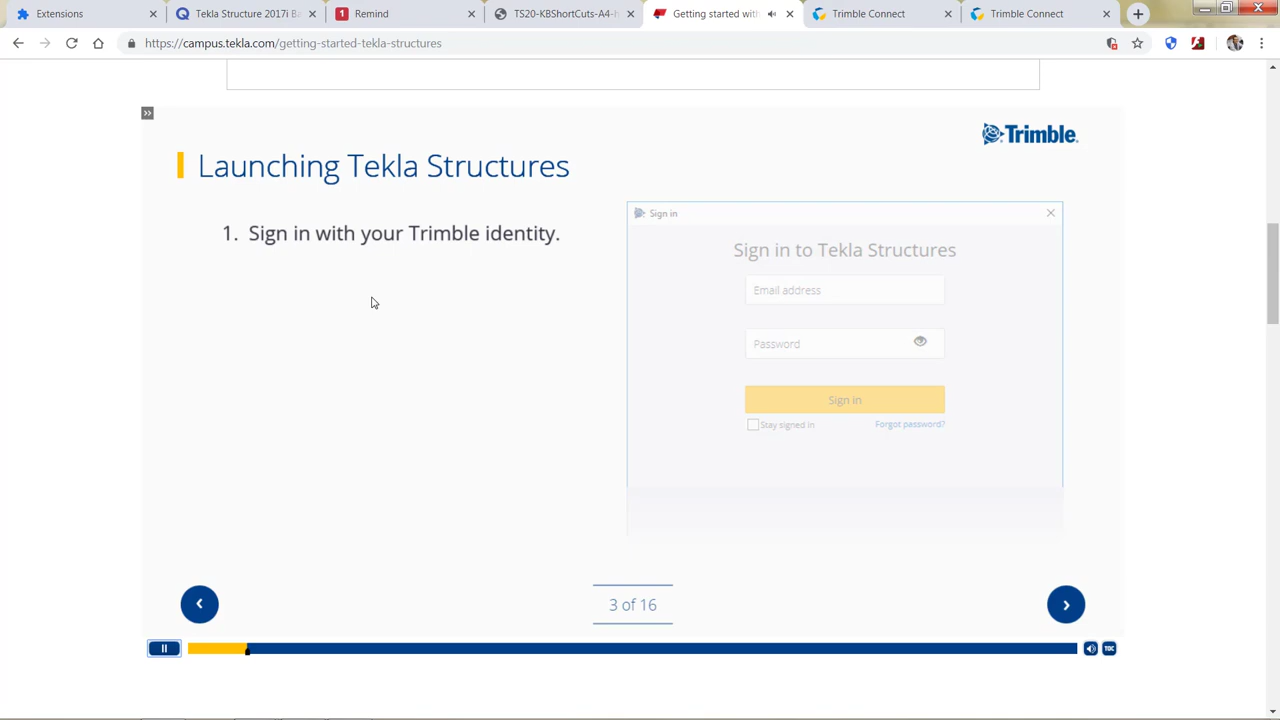 Extensions
Tekla Structure 2017i Ba
Remind
TS20-KBShortCuts-A4-h
Getting started with
Trimble Connect
Trimble Connect
https://campus.tekla.com/getting-started-tekla-structures
Trimble
Launching Tekla Structures
1. Sign in with your Trimble identity.
Sign in
Sign in to Tekla Structures
Email address
Password
Sign in
Stay signed in
Forgot password?
3 of 16
TOC